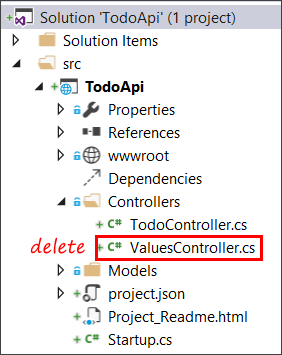 Solution 'TodoApi' (1 project)
Solution Items
src
TodoApi
Properties
References
wwwroot
Dependencies
Controllers
C# TodoController.cs
delete C# ValuesController.cs
Models
project.json
Project_Readme.html
C# Startup.cs